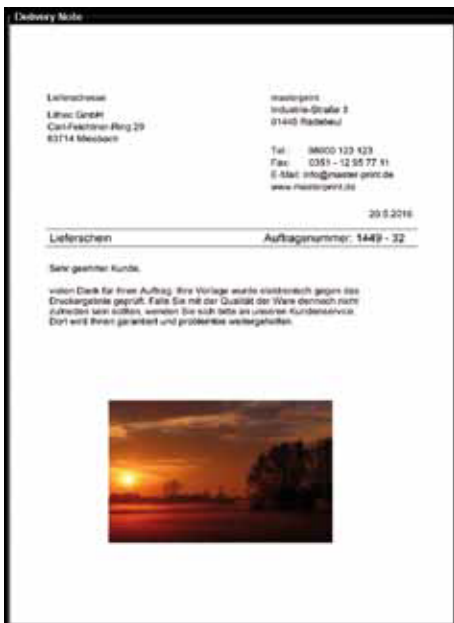 Delivery Note
Lieferadresse
Lithec GmbH
Carl-Feichtner-Ring 29
83714 Miesbach
masterprint
Industrie-Straße 3
01445 Radebeul
Tel: 08000 123 123
Fax: 0351 - 12 95 77 11
E-Mail: info@master-print.de
www.masterprint.de
20.5.2016
Lieferschein Auftragsnummer: 1449 - 32
Sehr geehrter Kunde,
vielen Dank für Ihren Auftrag. Ihre Vorlage wurde elektronisch gegen das
Druckergebnis geprüft. Falls Sie mit der Qualität der Ware dennoch nicht
zufrieden sein sollten, wenden Sie sich bitte an unseren Kundenservice.
Dort wird Ihnen garantiert und problemlos weitergeholfen.